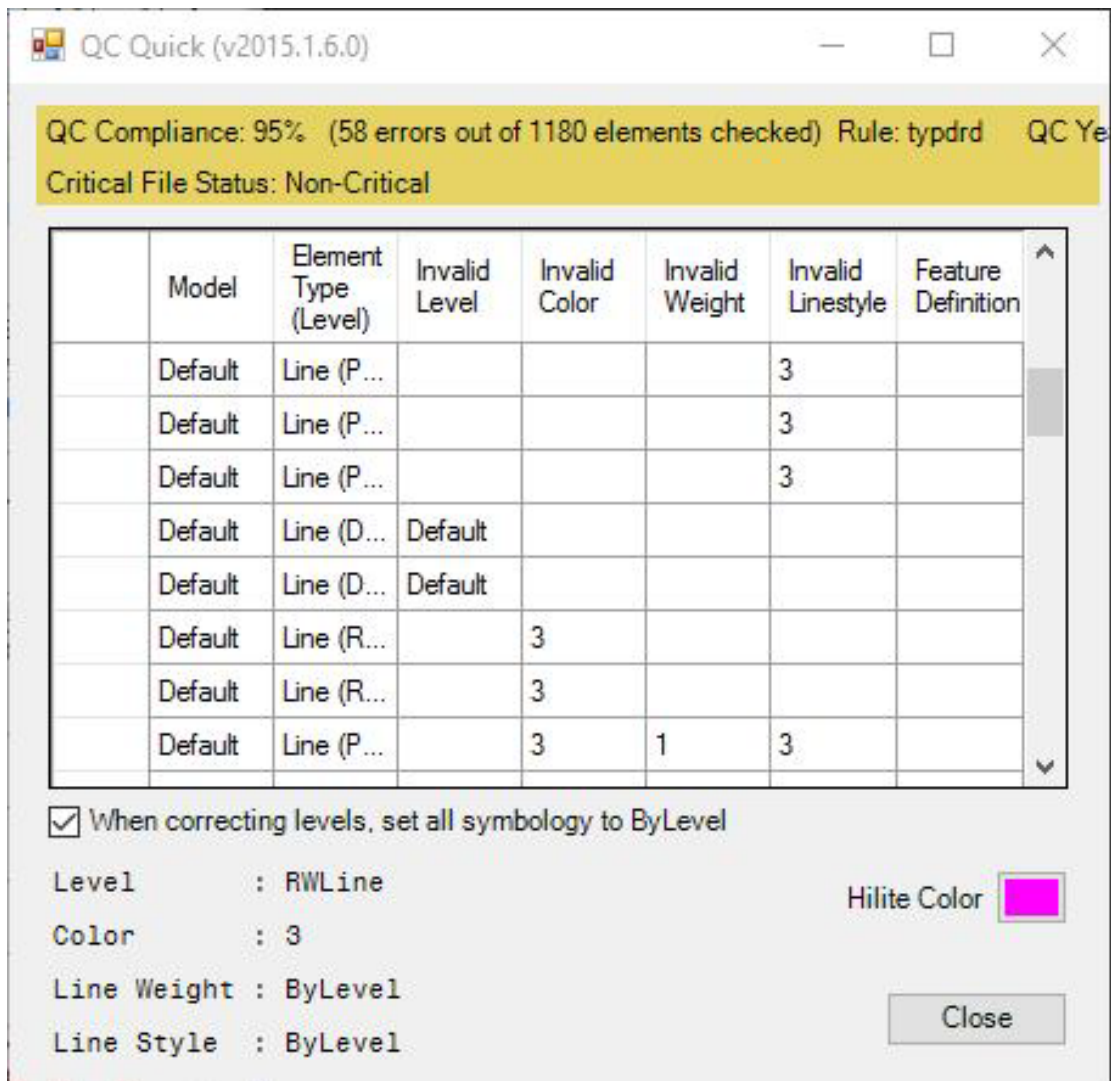 QC Quick (v2015.1.6.0)
QC Compliance: 95% (58 errors out of 1180 elements checked) Rule: typdrd QC Yea
Critical File Status: Non-Critical
Model Element Type (Level) Invalid Level Invalid Color Invalid Weight Invalid Linestyle Feature Definition
Default Line (P... 3
Default Line (P... 3
Default Line (P... 3
Default Line (D... Default
Default Line (D... Default
Default Line (R... 3
Default Line (R... 3
Default Line (P... 3 1 3
When correcting levels, set all symbology to ByLevel
Level : RWLine
Hilite Color
Color : 3
Line Weight : ByLevel
Close
Line Style : ByLevel